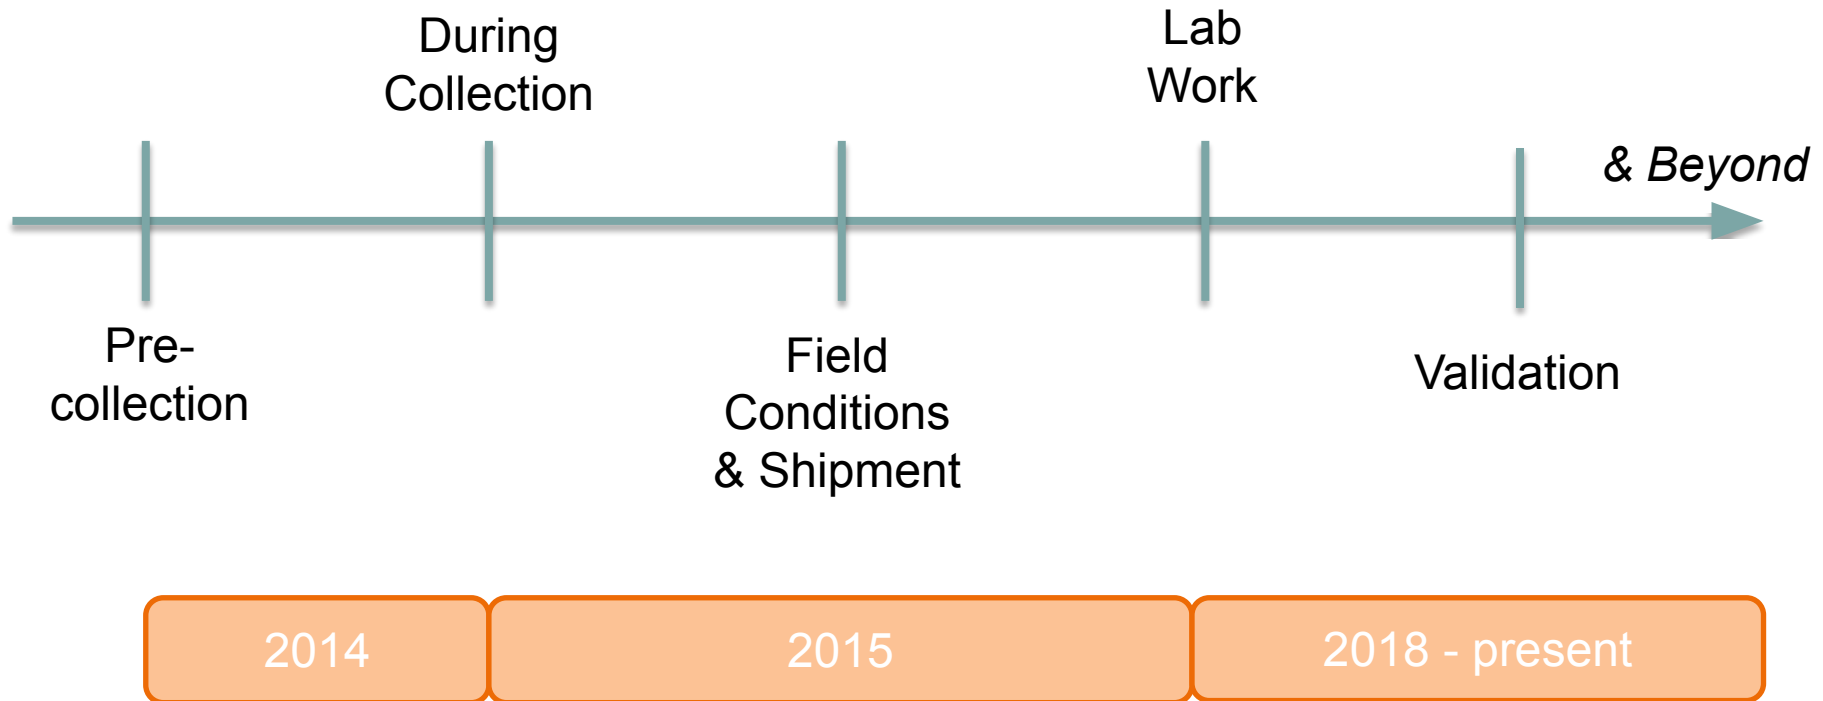 During
Collection
Lab
Work
& Beyond
Pre-
collection
Field
Conditions
& Shipment
Validation
2014
2015
2018 - present